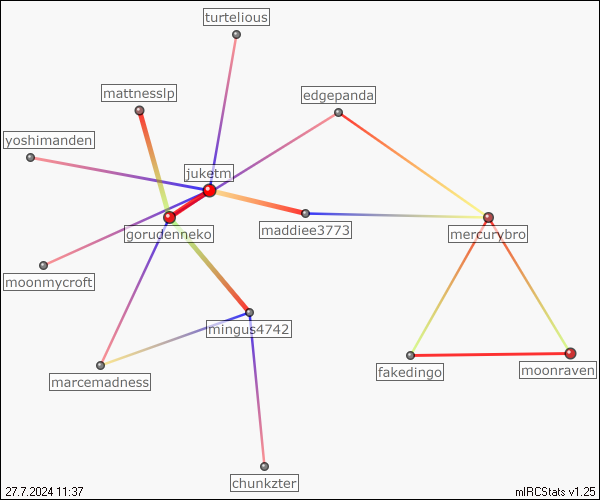 turtelious
mattnesslp
edgepanda
yoshimanden
juketm
gorudenneko
maddiee3773
mercurybro
moonmycroft
mingus4742
marcemadness
fakedingo
moonraven
chunkzter
27.7.2024 11:37
mIRCStats v1.25